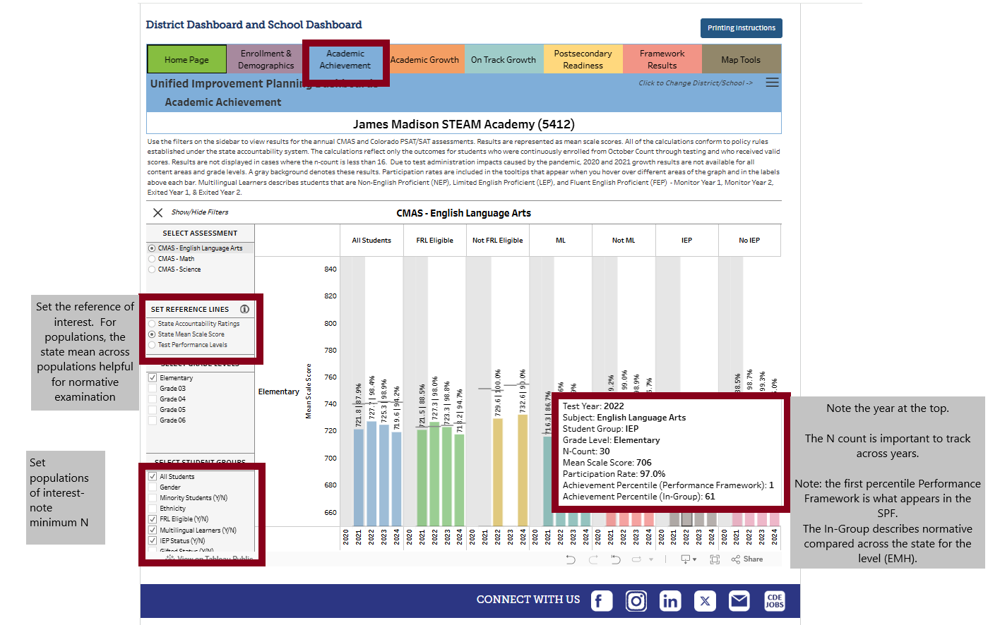 District Dashboard and School Dashboard
Printing Instructions
Home Page
Enrollment &
Demographics
Academic
Achievement
Academic Growth
On Track Growth
Postsecondary
Readiness
Framework
Results
Map Tools
Unified Improvement Planning Dashboards
Click to Change District/School ->
Academic Achievement
James Madison STEAM Academy (5412)
Use the filters on the sidebar to view results for the annual CMAS and Colorado PSAT/SAT assessments. Results are represented as mean scale scores. All of the calculations conform to policy rules
established under the state accountability system. The calculations reflect only the outcomes for students who were continuously enrolled from October Count through testing and who received valid
scores. Results are not displayed in cases where the n-count is less than 16.  Due to test administration impacts caused by the pandemic, 2020 and 2021 growth results are not available for all
content areas and grade levels. A gray background denotes these results. Participation rates are included in the tooltips that appear when you hover over different areas of the graph and in the labels
above each bar. Multilingual Learners describes students that are Non-English Proficient (NEP), Limited English Proficient (LEP), and Fluent English Proficient (FEP)  - Monitor Year 1, Monitor Year 2,
Exited Year 1, & Exited Year 2.
Show/Hide Filters
CMAS - English Language Arts
SELECT ASSESSMENT
CMAS - English Language Arts
CMAS - Math
CMAS - Science
SET REFERENCE LINES
State Accountability Ratings
State Mean Scale Score
Test Performance Levels
SELECT GRADE LEVELS
Elementary
Grade 03
Grade 04
Grade 05
Grade 06
SELECT STUDENT GROUPS
All Students
Gender
Minority Students (Y/N)
Ethnicity
FRL Eligible (Y/N)
Multilingual Learners (Y/N)
IEP Status (Y/N)
Gifted Status (Y/N)
View on Tableau Public
Set the reference of
interest.  For
populations, the
state mean across
populations helpful
for normative
examination
Set
populations
of interest-
note
minimum N
All Students
FRL Eligible
Not FRL Eligible
ML
Not ML
IEP
No IEP
Elementary
Mean Scale Score
840
820
800
780
760
740
720
700
680
660
721.8 | 87.9%
727.7 | 98.4%
725.3 | 98.9%
719.6 | 94.2%
721.5 | 88.5%
727.3 | 98.0%
723.3 | 98.8%
718.2 | 94.7%
729.6 | 100.0%
732.6 | 90.0%
716.3 | 86.7%
6%
9%
9.2%
99.0%
98.9%
.7%
88.5%
98.7%
99.3%
.0%
2020 2021 2022 2023 2024
2020 2021 2022 2023 2024
2020 2021 2022 2023 2024
2020 2021 2022 2023 2024
2020 2021 2022 2023 2024
2020 2021 2022 2023 2024
2020 2021 2022 2023 2024
Test Year: 2022
Subject: English Language Arts
Student Group: IEP
Grade Level: Elementary
N-Count: 30
Mean Scale Score: 706
Participation Rate: 97.0%
Achievement Percentile (Performance Framework): 1
Achievement Percentile (In-Group): 61
Note the year at the top.
The N count is important to track
across years.
Note: the first percentile Performance
Framework is what appears in the
SPF.
The In-Group describes normative
compared across the state for the
level (EMH).
Share
CONNECT WITH US
CDE
JOBS